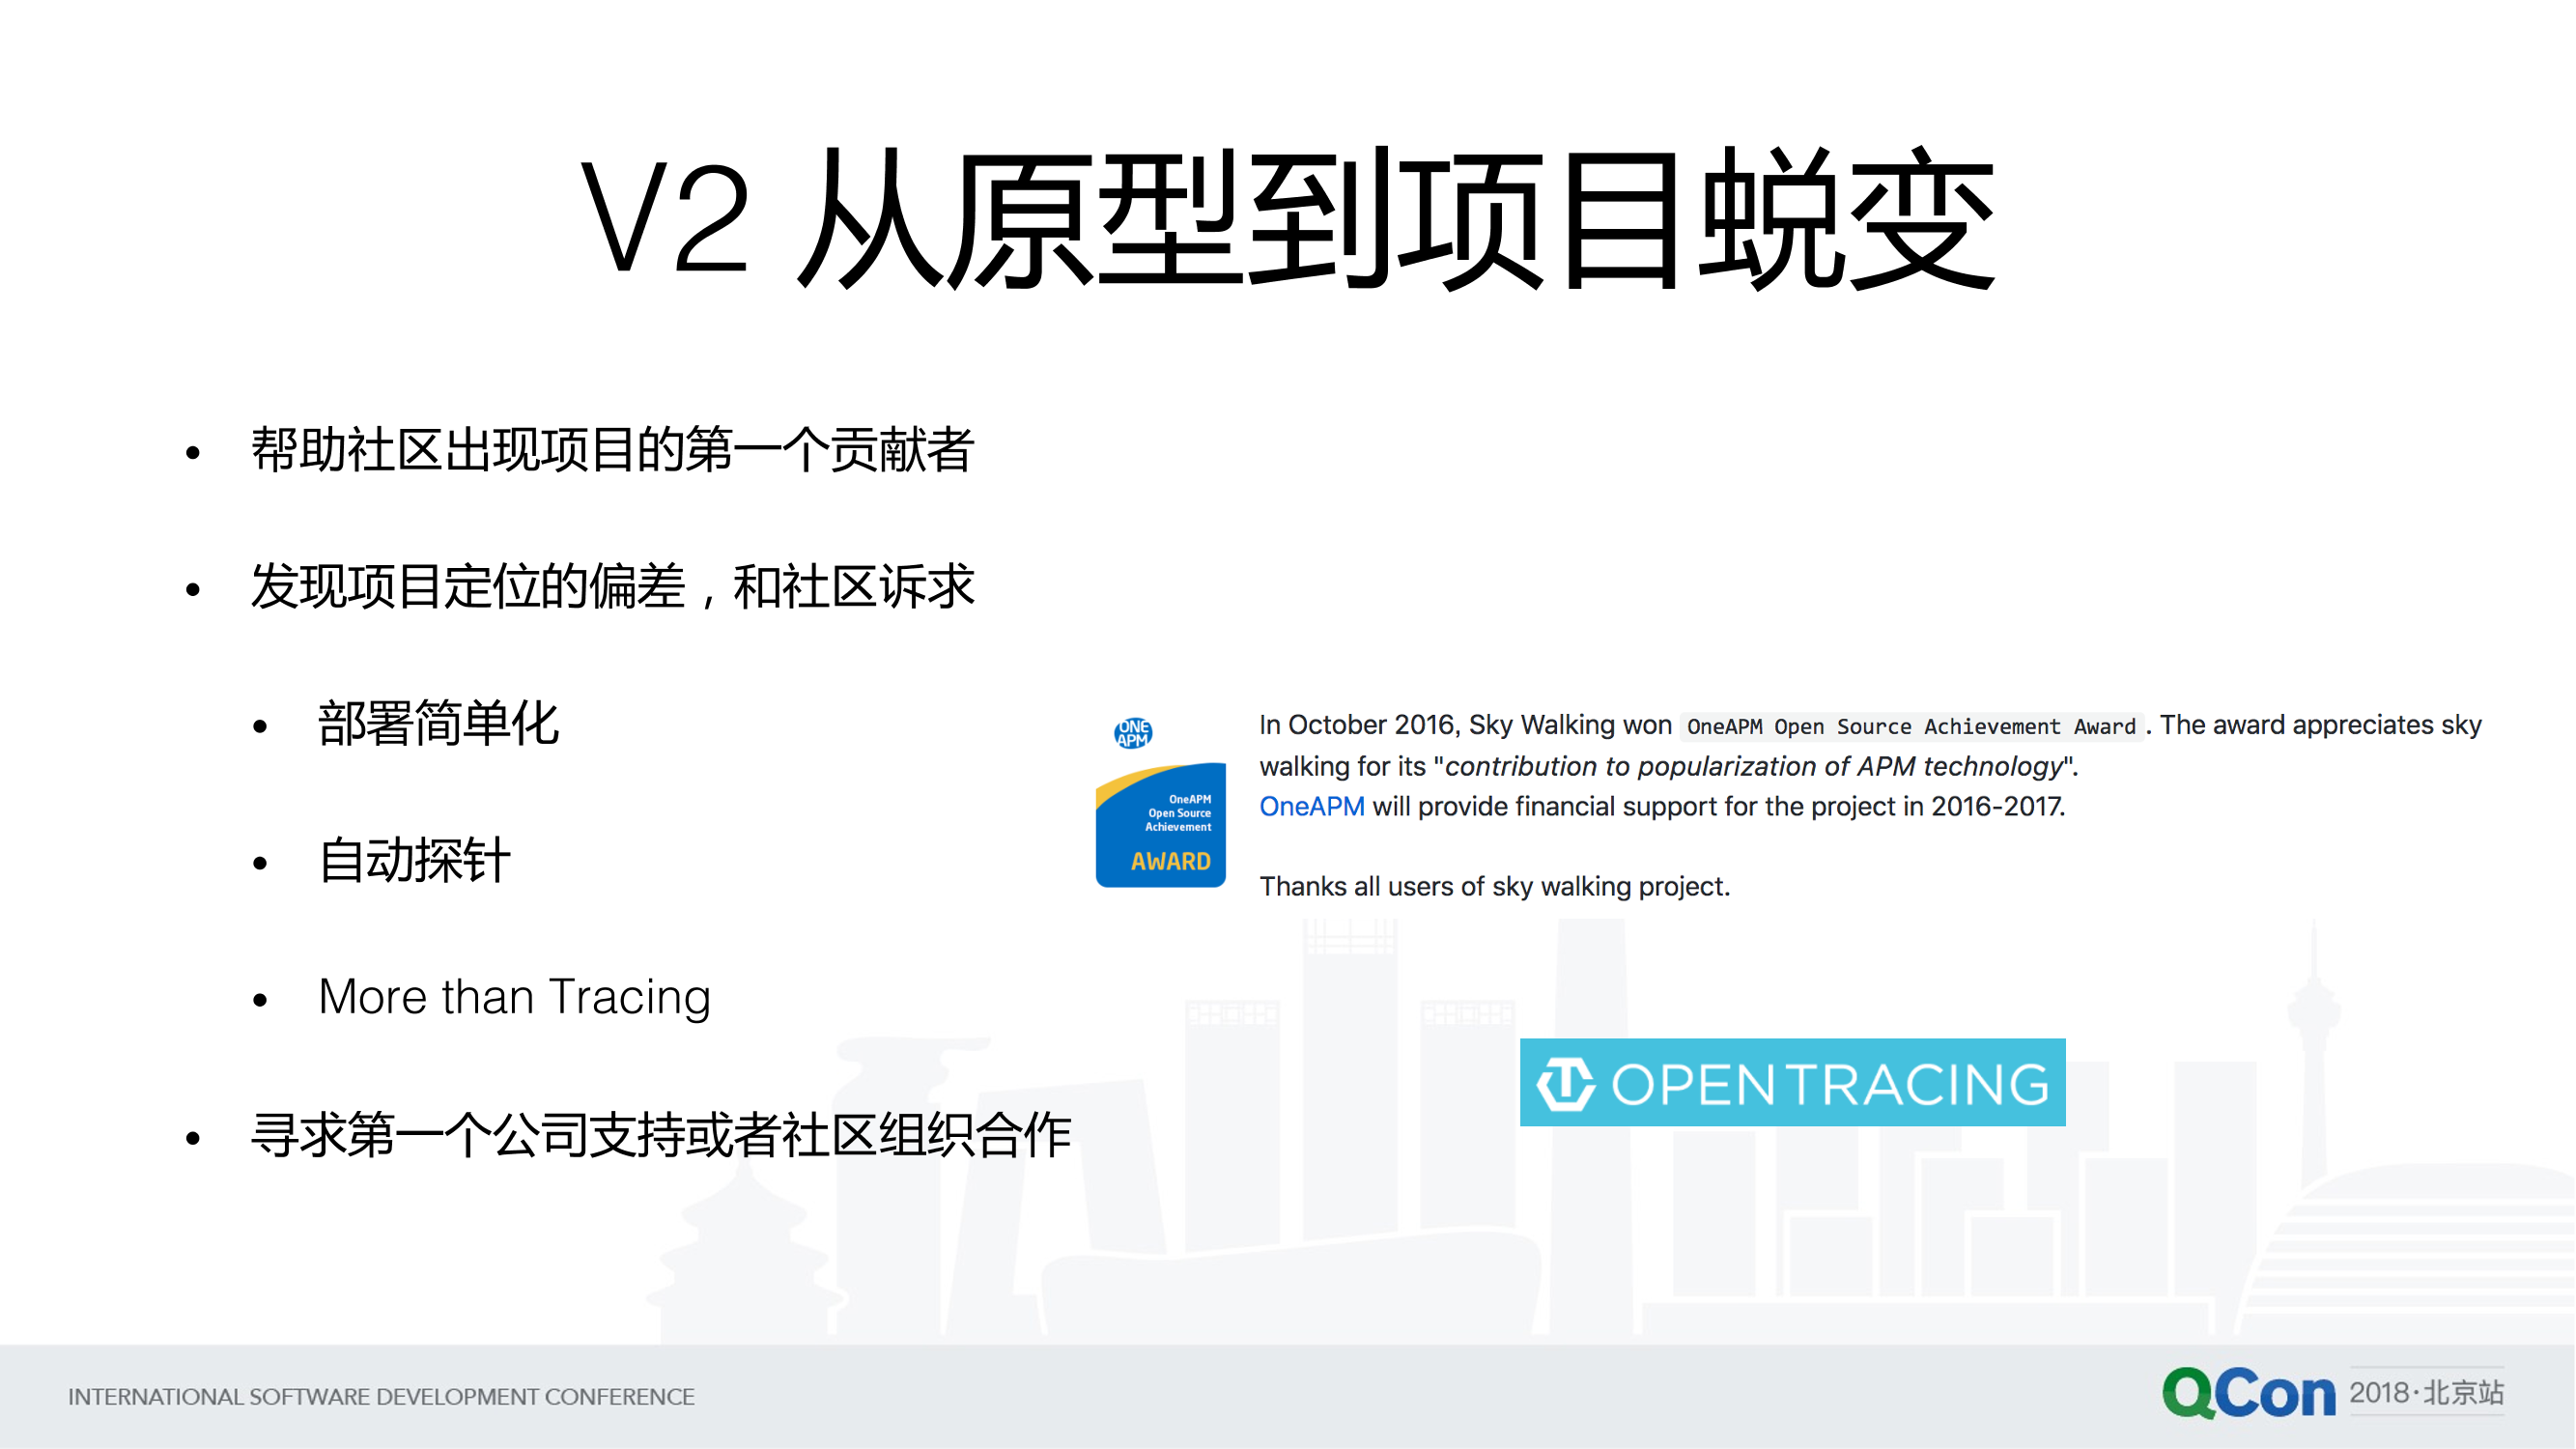 V2 从原型到项目蜕变
• 帮助社区出现项目的第一个贡献者
• 发现项目定位的偏差，和社区诉求
• 部署简单化
• 自动探针
• More than Tracing
• 寻求第一个公司支持或者社区组织合作
ONE
APM
OneAPM
Open Source
Achievement
AWARD
In October 2016, Sky Walking won OneAPM Open Source Achievement Award. The award appreciates sky
walking for its "contribution to popularization of APM technology".
OneAPM will provide financial support for the project in 2016-2017.
Thanks all users of sky walking project.
OPENTRACING
INTERNATIONAL SOFTWARE DEVELOPMENT CONFERENCE
QCon 2018·北京站